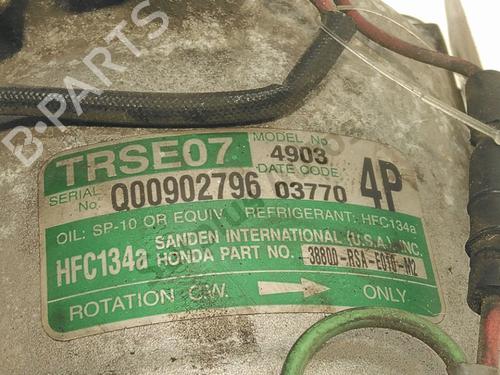 B-PARTS
TRSE07
MODEL No.
4903
SERIAL No.
Q00902796
DATE CODE
03770
4P
OIL: SP-10 OR EQUIV. REFRIGERANT: HFC134a
HFC134a
SANDEN INTERNATIONAL (U.S.A.), INC.
HONDA PART NO. 38800-RSA-E010-M2
ROTATION C.W. ONLY